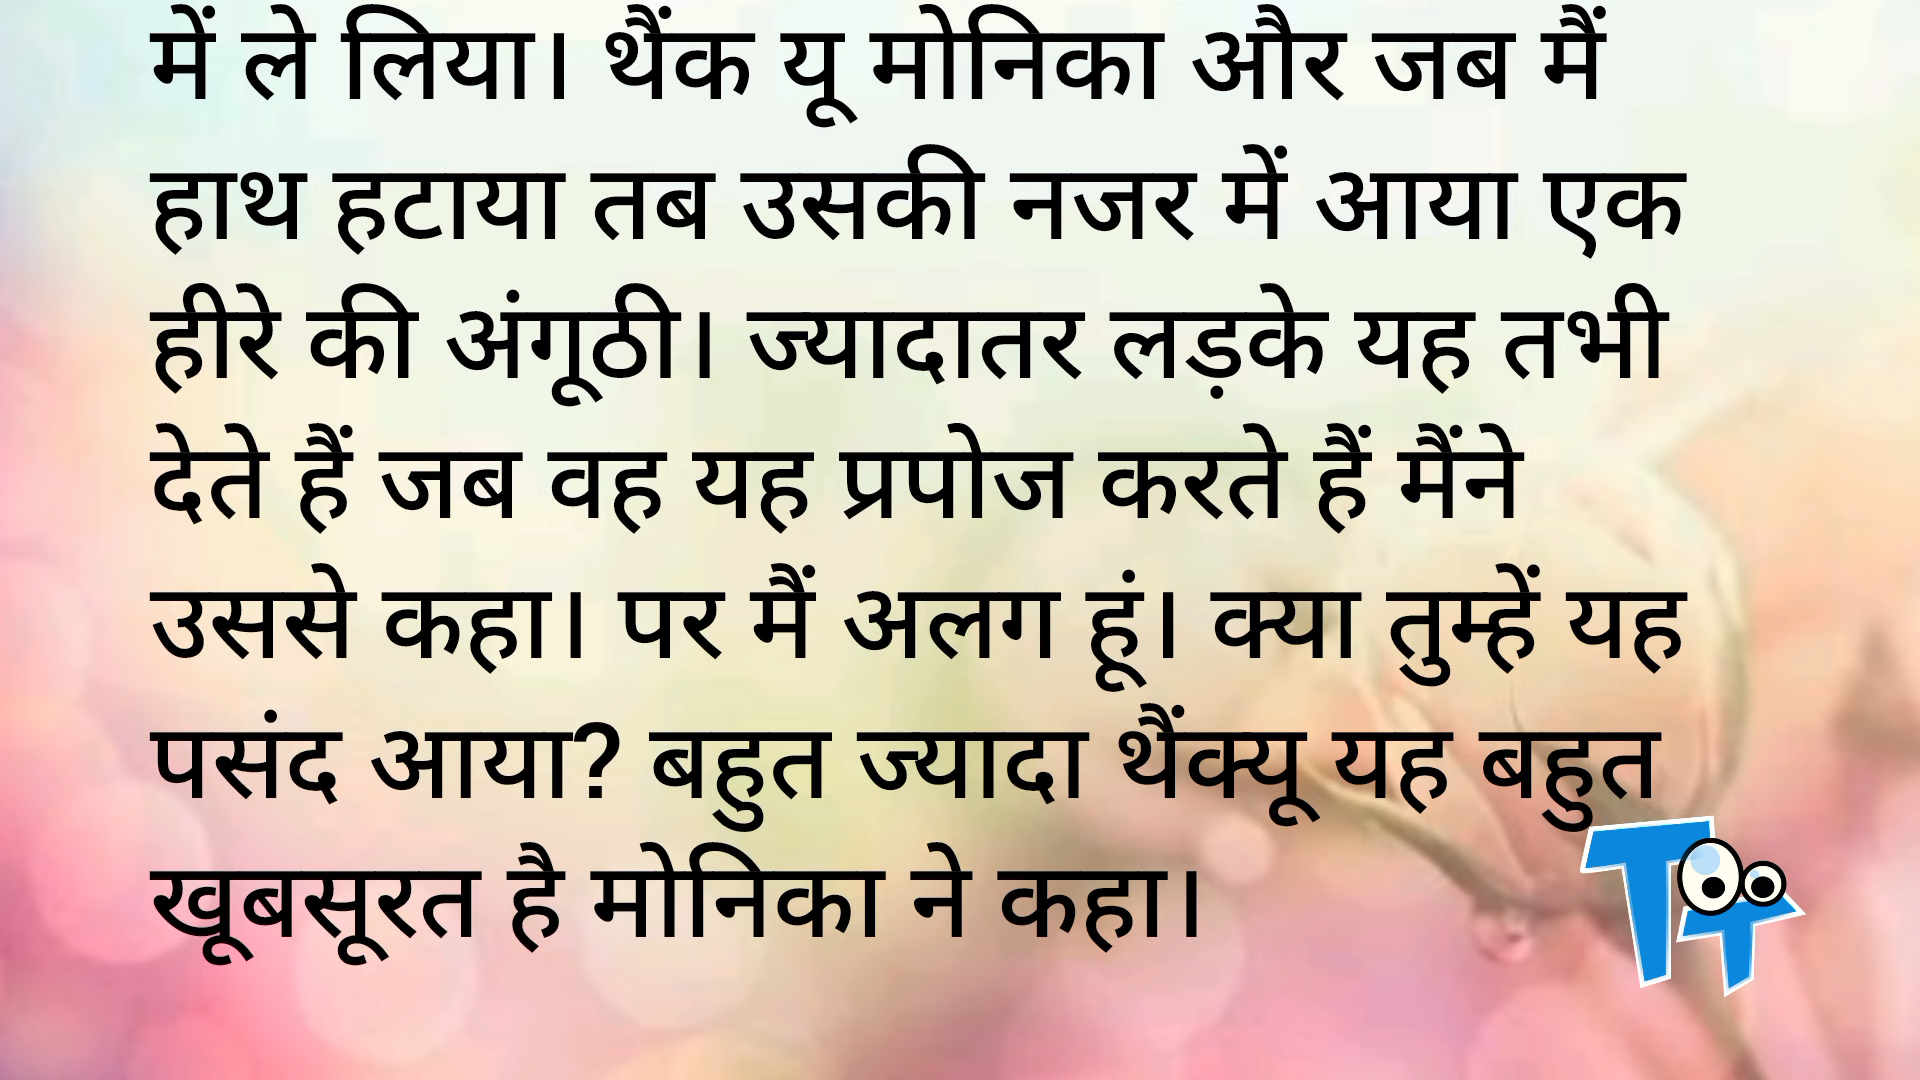 में ले लिया। थैंक यू मोनिका और जब मैं
हाथ हटाया तब उसकी नजर में आया एक
हीरे की अंगूठी। ज्यादातर लड़के यह तभी
देते हैं जब वह यह प्रपोज करते हैं मैंने
उससे कहा। पर मैं अलग हूं। क्या तुम्हें यह
पसंद आया? बहुत ज्यादा थैंक्यू यह बहुत
खूबसूरत है मोनिका ने कहा।
TT